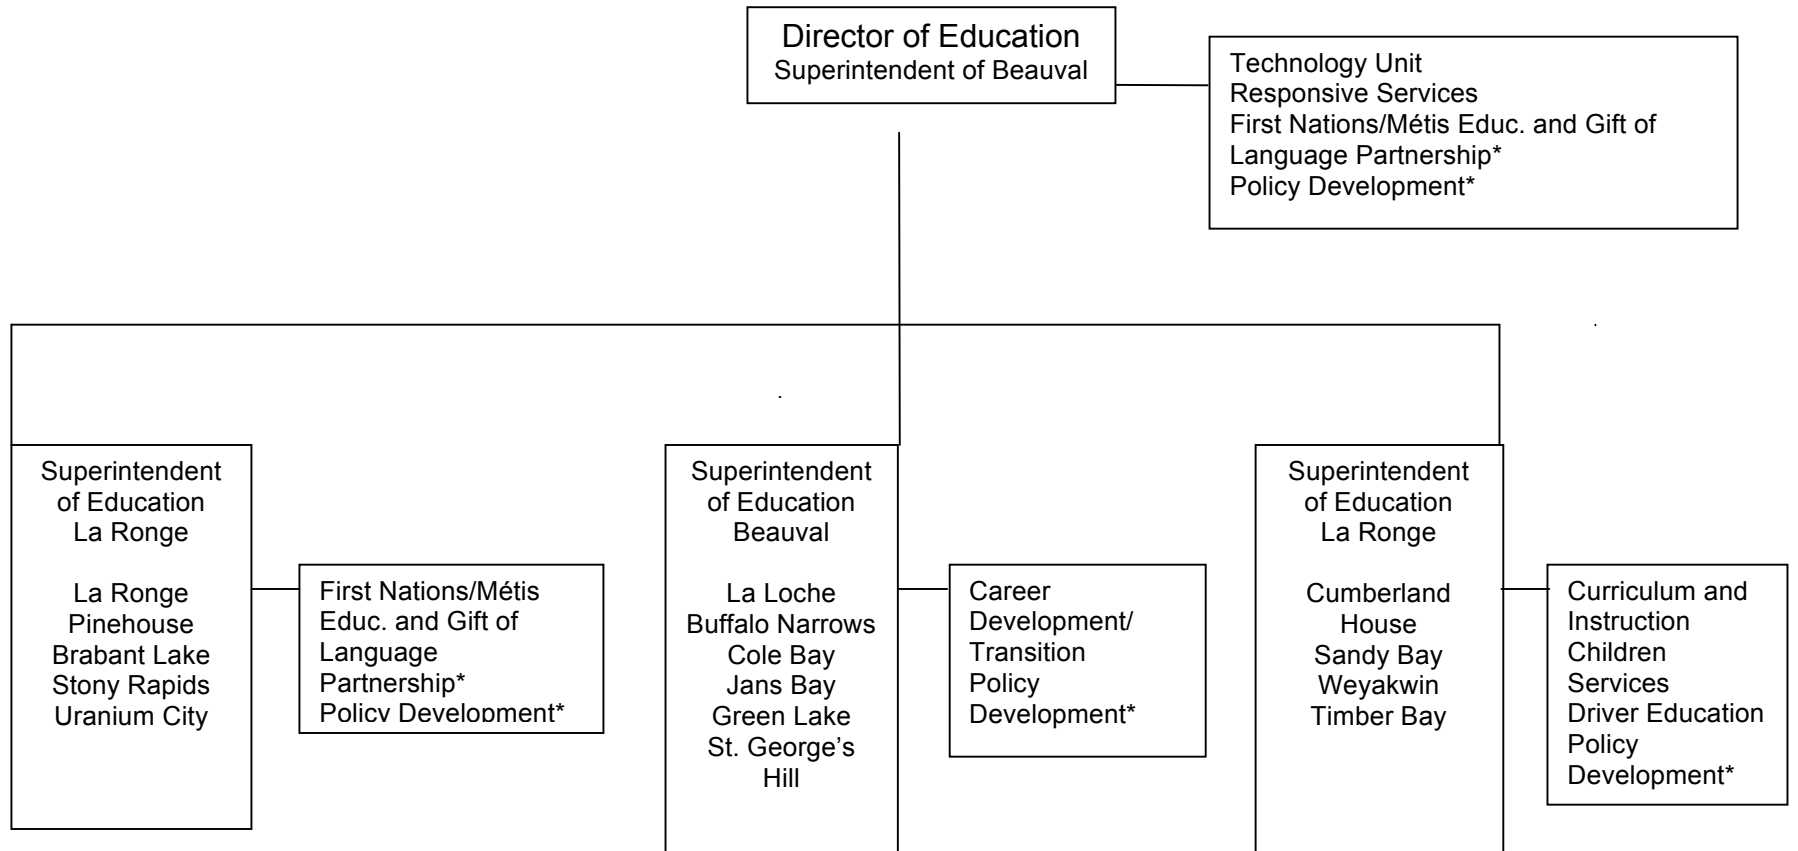 Director of Education
Superintendent of Beauval
Technology Unit
Responsive Services
First Nations/Métis Educ. and Gift of
Language Partnership*
Policy Development*
Superintendent
of Education
La Ronge
La Ronge
Pinehouse
Brabant Lake
Stony Rapids
Uranium City
First Nations/Métis
Educ. and Gift of
Language
Partnership*
Policy Development*
Superintendent
of Education
Beauval
La Loche
Buffalo Narrows
Cole Bay
Jans Bay
Green Lake
St. George’s
Hill
Career
Development/
Transition
Policy
Development*
Superintendent
of Education
La Ronge
Cumberland
House
Sandy Bay
Weyakwin
Timber Bay
Curriculum and
Instruction
Children
Services
Driver Education
Policy
Development*